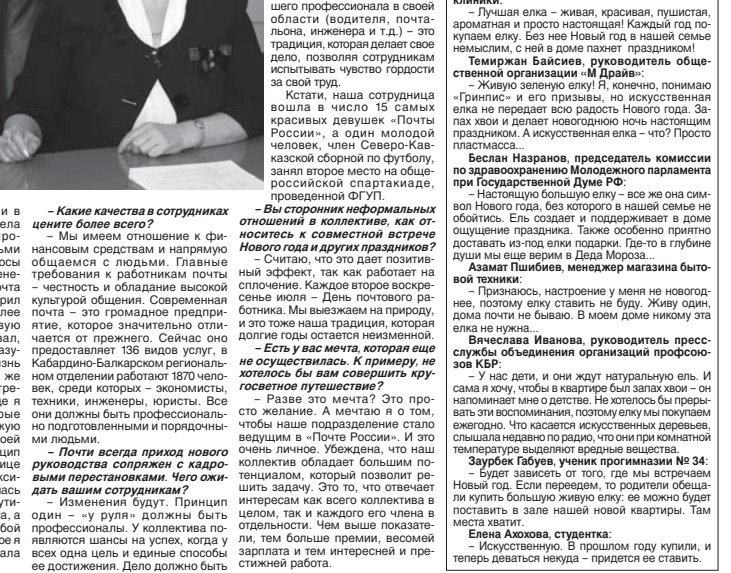 и в
ела
про-
ьми
осы
ене-
чта
рил
лее
вую
вал,
азу-
знь
же
тре-
е я
рые
кую
оей
цип
ице
кси-
лась
ути-
а, а
бой
ое я
ала
– Какие качества в сотрудниках
цените более всего?
– Мы имеем отношение к фи-
нансовым средствам и напрямую
общаемся с людьми. Главные
требования к работникам почты
– честность и обладание высокой
культурой общения. Современная
почта – это громадное предпри-
ятие, которое значительно отли-
чается от прежнего. Сейчас оно
предоставляет 136 видов услуг, в
Кабардино-Балкарском региональ-
ном отделении работают 1870 чело-
век, среди которых – экономисты,
техники, инженеры, юристы. Все
они должны быть профессиональ-
но подготовленными и порядочны-
ми людьми.
– Почти всегда приход нового
руководства сопряжен с кадро-
выми перестановками. Чего ожи-
дать вашим сотрудникам?
– Изменения будут. Принцип
один – «у руля» должны быть
профессионалы. У коллектива по-
являются шансы на успех, когда у
всех одна цель и единые способы
ее достижения. Дело должно быть
шего профессионала в своей
области (водителя, почта-
льона, инженера и т.д.) – это
традиция, которая делает свое
дело, позволяя сотрудникам
испытывать чувство гордости
за свой труд.
Кстати, наша сотрудница
вошла в число 15 самых
красивых девушек «Почты
России», а один молодой
человек, член Северо-Кав-
казской сборной по футболу,
занял второе место на обще-
российской спартакиаде,
проведенной ФГУП.
– Вы сторонник неформальных
отношений в коллективе, как от-
носитесь к совместной встрече
Нового года и других праздников?
– Считаю, что это дает позитив-
ный эффект, так как работает на
сплочение. Каждое второе воскре-
сенье июля – День почтового ра-
ботника. Мы выезжаем на природу,
и это тоже наша традиция, которая
долгие годы остается неизменной.
– Есть у вас мечта, которая еще
не осуществилась. К примеру, не
хотелось бы вам совершить кру-
госветное путешествие?
– Разве это мечта? Это про-
сто желание. А мечтаю я о том,
чтобы наше подразделение стало
ведущим в «Почте России». И это
очень личное. Убеждена, что наш
коллектив обладает большим по-
тенциалом, который позволит ре-
шить задачу. Это то, что отвечает
интересам как всего коллектива в
целом, так и каждого его члена в
отдельности. Чем выше показате-
ли, тем больше премии, весомей
зарплата и тем интересней и пре-
стижней работа.
клиники:
– Лучшая елка – живая, красивая, пушистая,
ароматная и просто настоящая! Каждый год по-
купаем елку. Без нее Новый год в нашей семье
немыслим, с ней в доме пахнет праздником!
Темиржан Байсиев, руководитель обще-
ственной организации «М Драйв»:
– Живую зеленую елку! Я, конечно, понимаю
«Гринпис» и его призывы, но искусственная
елка не передает всю радость Нового года. За-
пах хвои и делает новогоднюю ночь настоящим
праздником. А искусственная елка – что? Просто
пластмасса...
Беслан Назранов, председатель комиссии
по здравоохранению Молодежного парламента
при Государственной Думе РФ:
– Настоящую большую елку – все же она сим-
вол Нового года, без которого в нашей семье не
обойтись. Ель создает и поддерживает в доме
ощущение праздника. Также особенно приятно
доставать из-под елки подарки. Где-то в глубине
души мы еще верим в Деда Мороза...
Азамат Пшибиев, менеджер магазина быто-
вой техники:
– Признаюсь, настроение у меня не новогод-
нее, поэтому елку ставить не буду. Живу один,
дома почти не бываю. В моем доме никому эта
елка не нужна...
Вячеслава Иванова, руководитель пресс-
службы объединения организаций профсою-
зов КБР:
– У нас дети, и они ждут натуральную ель. И
сама я хочу, чтобы в квартире был запах хвои – он
напоминает мне о детстве. Не хотелось бы преры-
вать эти воспоминания, поэтому елку мы покупаем
ежегодно. Что касается искусственных деревьев,
слышала недавно по радио, что они при комнатной
температуре выделяют вредные вещества.
Заурбек Габуев, ученик прогимназии № 34:
– Будет зависеть от того, где мы встречаем
Новый год. Если переедем, то родители обеща-
ли купить большую живую елку: ее можно будет
поставить в зале нашей новой квартиры. Там
места хватит.
Елена Ахохова, студентка:
– Искусственную. В прошлом году купили, и
теперь деваться некуда – придется ее ставить.